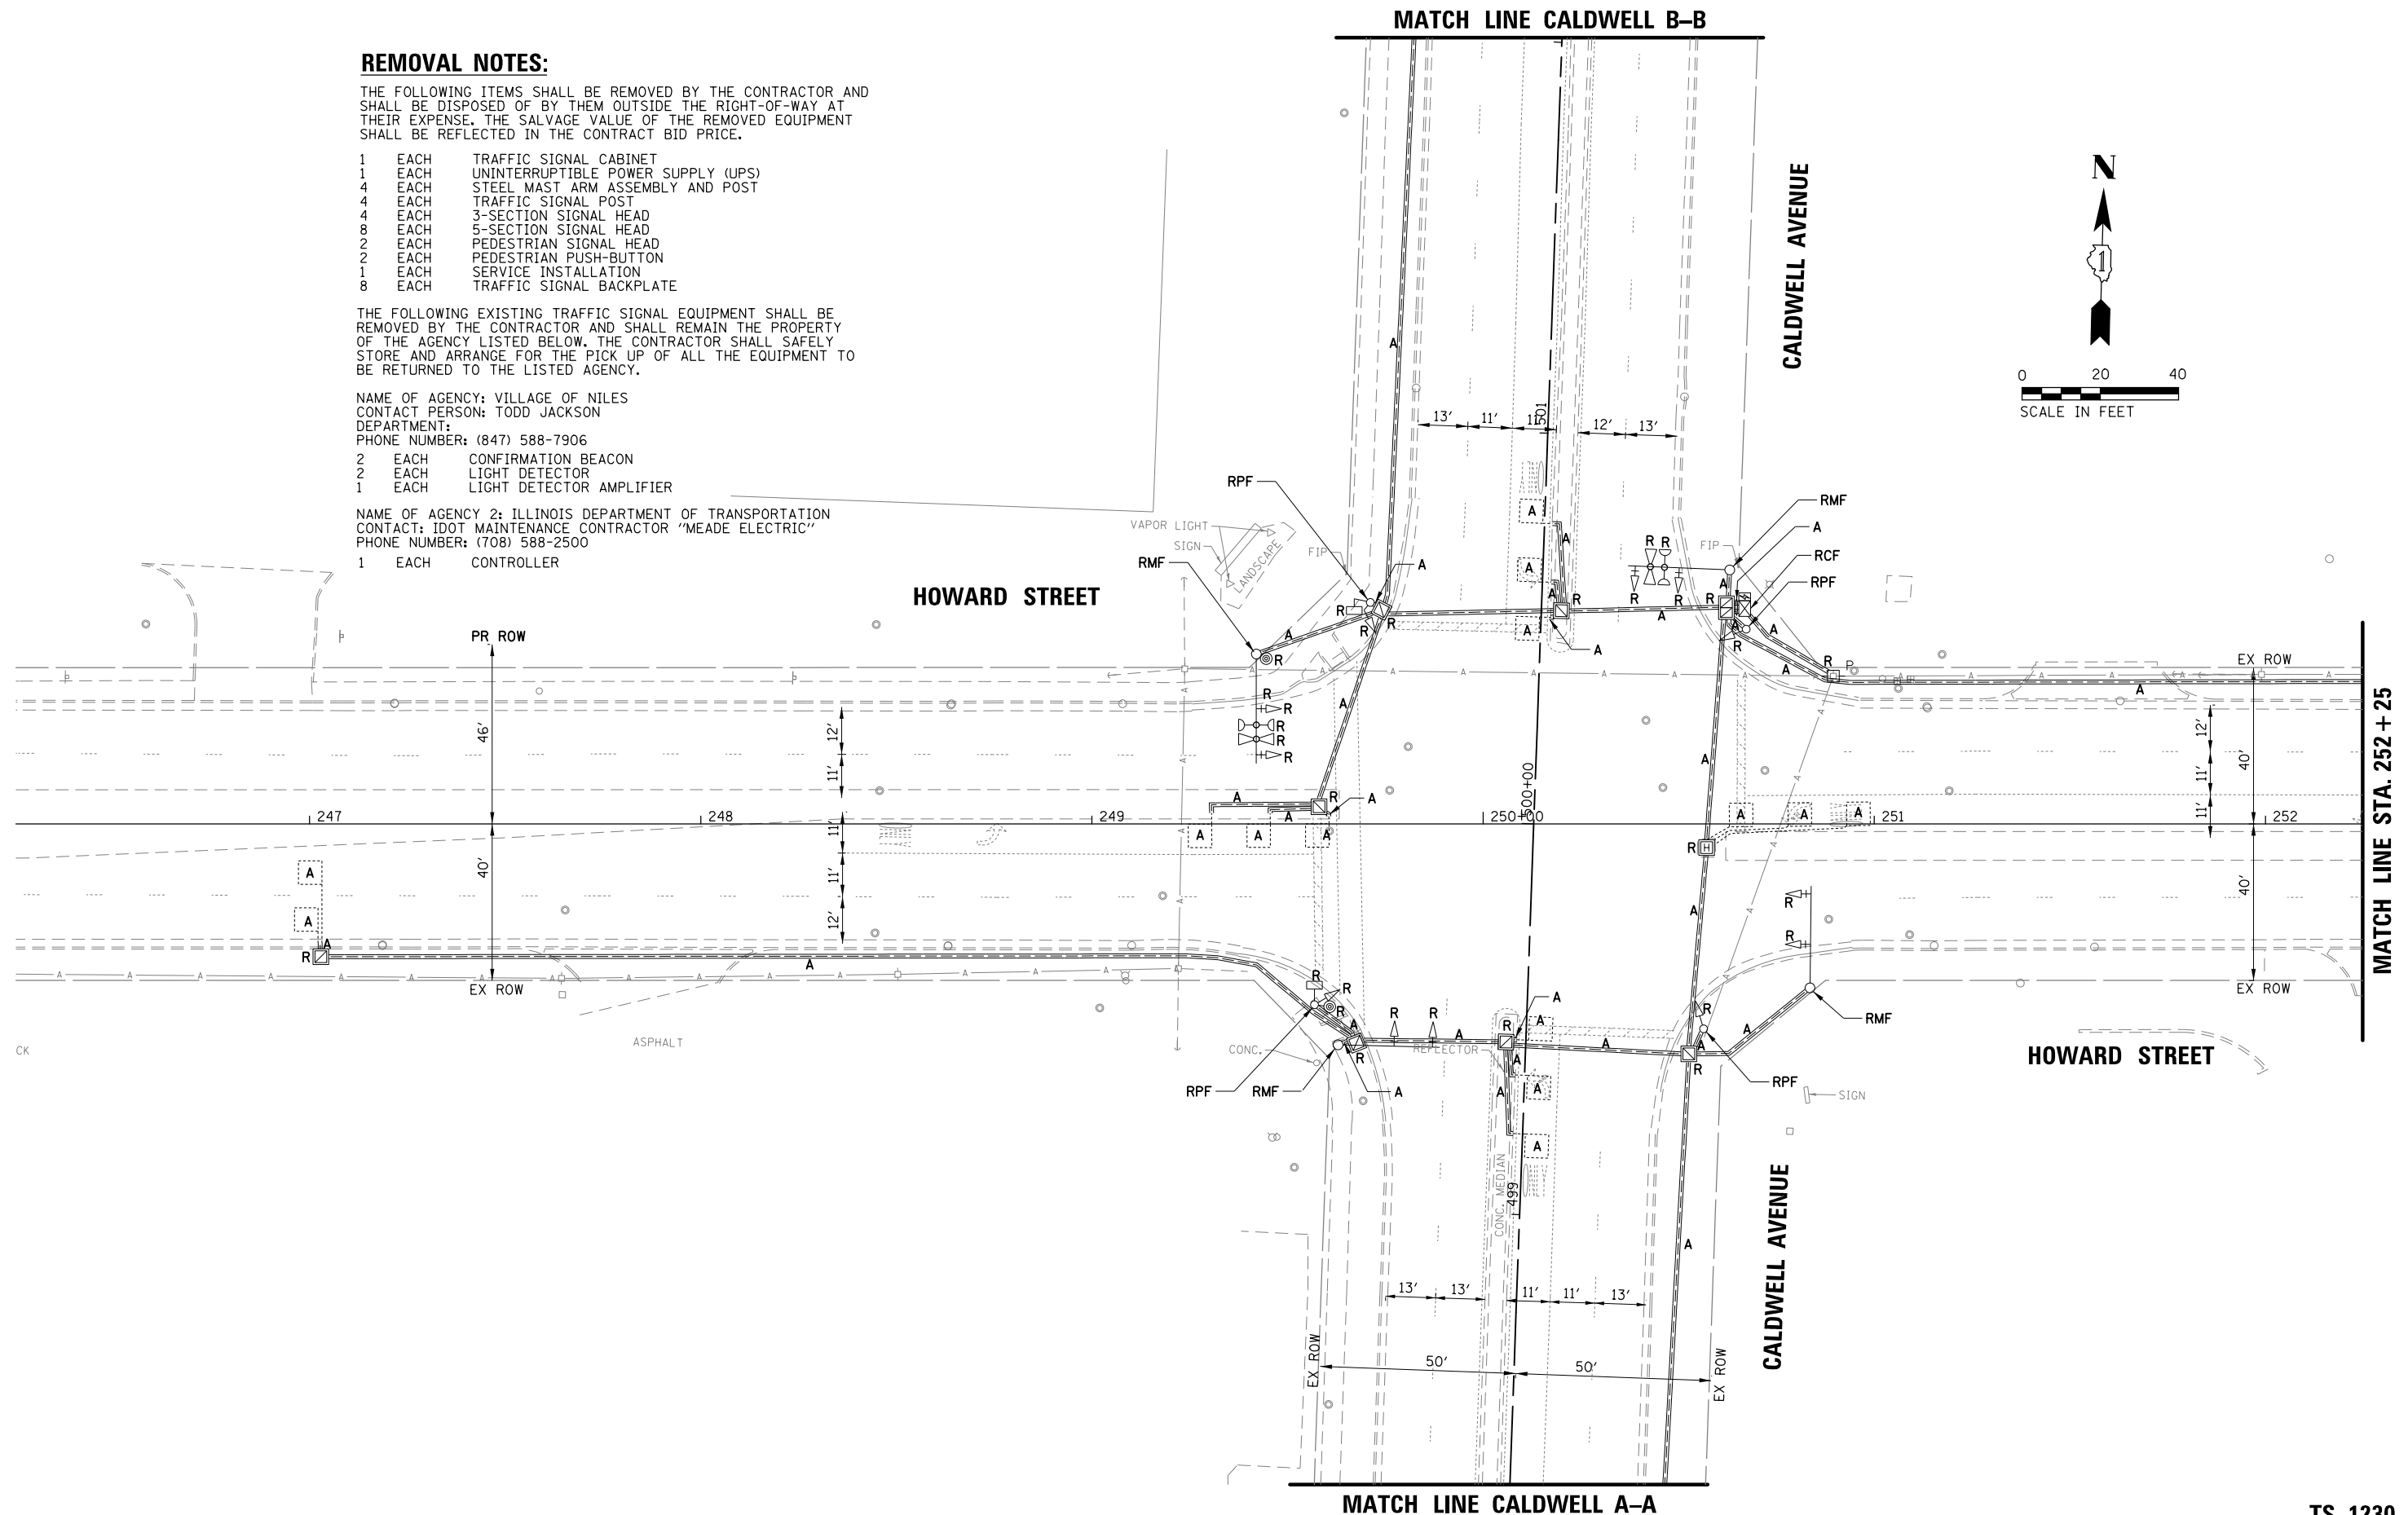 MATCH LINE CALDWELL B–B
REMOVAL NOTES:
THE FOLLOWING ITEMS SHALL BE REMOVED BY THE CONTRACTOR AND
SHALL BE DISPOSED OF BY THEM OUTSIDE THE RIGHT-OF-WAY AT
THEIR EXPENSE. THE SALVAGE VALUE OF THE REMOVED EQUIPMENT
SHALL BE REFLECTED IN THE CONTRACT BID PRICE.
1 EACH TRAFFIC SIGNAL CABINET
1 EACH UNINTERRUPTIBLE POWER SUPPLY (UPS)
4 EACH STEEL MAST ARM ASSEMBLY AND POST
4 EACH TRAFFIC SIGNAL POST
4 EACH 3-SECTION SIGNAL HEAD
8 EACH 5-SECTION SIGNAL HEAD
2 EACH PEDESTRIAN SIGNAL HEAD
2 EACH PEDESTRIAN PUSH-BUTTON
1 EACH SERVICE INSTALLATION
8 EACH TRAFFIC SIGNAL BACKPLATE
THE FOLLOWING EXISTING TRAFFIC SIGNAL EQUIPMENT SHALL BE
REMOVED BY THE CONTRACTOR AND SHALL REMAIN THE PROPERTY
OF THE AGENCY LISTED BELOW. THE CONTRACTOR SHALL SAFELY
STORE AND ARRANGE FOR THE PICK UP OF ALL THE EQUIPMENT TO
BE RETURNED TO THE LISTED AGENCY.
NAME OF AGENCY: VILLAGE OF NILES
CONTACT PERSON: TODD JACKSON
DEPARTMENT:
PHONE NUMBER: (847) 588-7906
2 EACH CONFIRMATION BEACON
2 EACH LIGHT DETECTOR
1 EACH LIGHT DETECTOR AMPLIFIER
NAME OF AGENCY 2: ILLINOIS DEPARTMENT OF TRANSPORTATION
CONTACT: IDOT MAINTENANCE CONTRACTOR "MEADE ELECTRIC"
PHONE NUMBER: (708) 588-2500
1 EACH CONTROLLER
CALDWELL AVENUE
N
1
0 20 40
SCALE IN FEET
A
13' 11' 11' 501 12' 13'
RPF
RMF
VAPOR LIGHT
SIGN
LANDSCAPE
FIP
RMF
A
A
FIP
R R
RMF
A
RCF
RPF
HOWARD STREET
PR ROW
EX ROW
46'
40'
12'
11'
11'
11'
12'
247 248 249 250+00 251 252
500+00
12'
11'
11'
40'
40'
MATCH LINE STA. 252+25
EX ROW
EX ROW
CK
ASPHALT
CONC.
REFLECTOR
RPF
RMF
A
A
RMF
RPF
SIGN
HOWARD STREET
CONC. MEDIAN
499
CALDWELL AVENUE
13' 13' 11' 11' 13'
50' 50'
EX ROW
EX ROW
MATCH LINE CALDWELL A–A
TS 1230